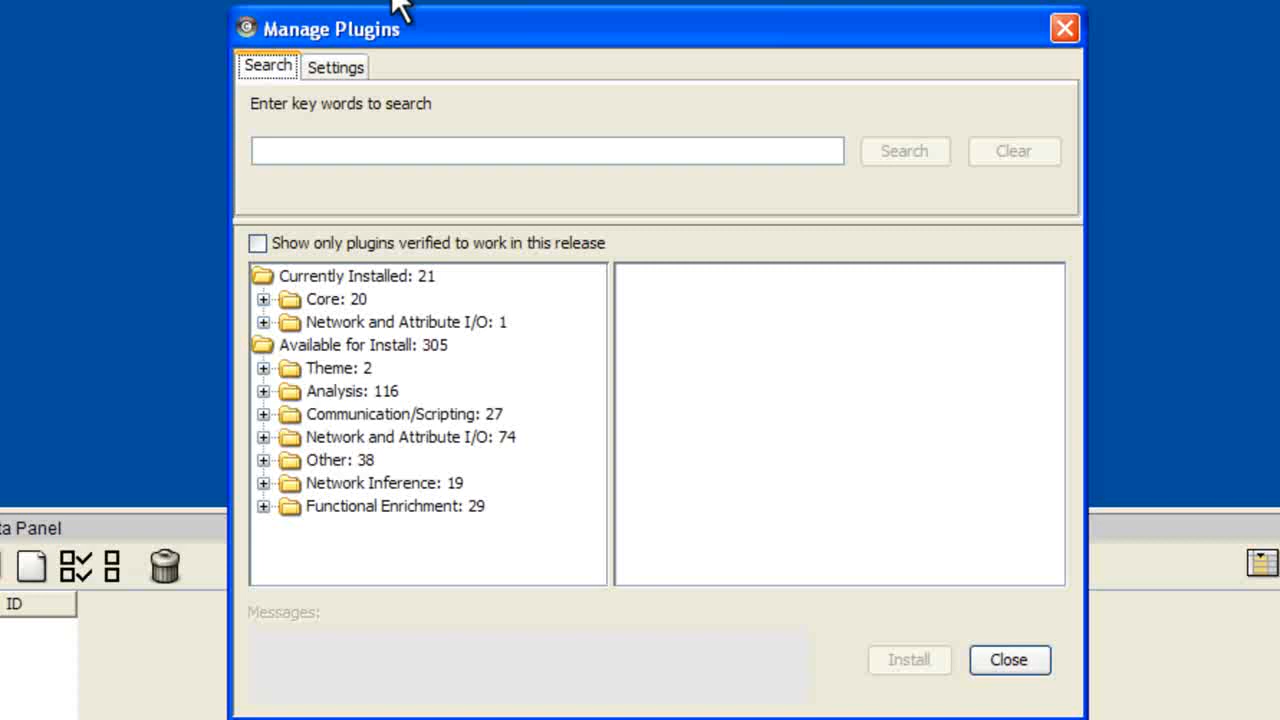 Manage Plugins
Search Settings
Enter key words to search
Search Clear
Show only plugins verified to work in this release
Currently Installed: 21
Core: 20
Network and Attribute I/O: 1
Available for Install: 305
Theme: 2
Analysis: 116
Communication/Scripting: 27
Network and Attribute I/O: 74
Other: 38
Network Inference: 19
Functional Enrichment: 29
ta Panel
ID
Messages:
Install Close